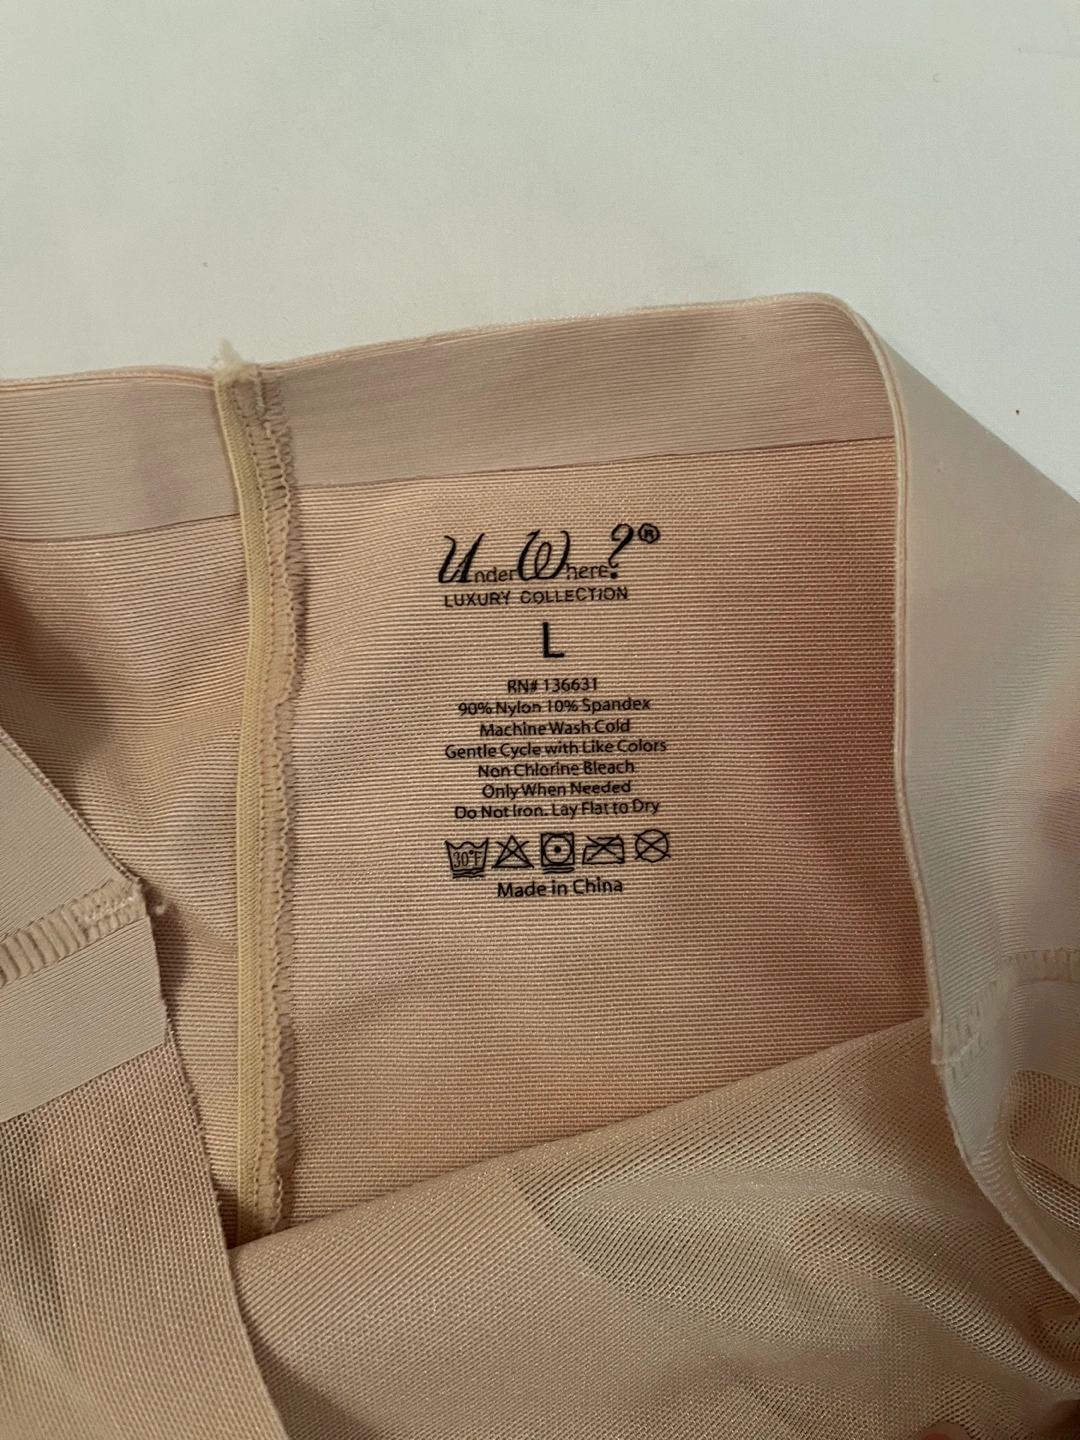 UnderWhere?®
LUXURY COLLECTION
L
RN# 136631
90% Nylon 10% Spandex
Machine Wash Cold
Gentle Cycle with Like Colors
Non Chlorine Bleach
Only When Needed
Do Not Iron. Lay Flat to Dry
30°F
Made in China